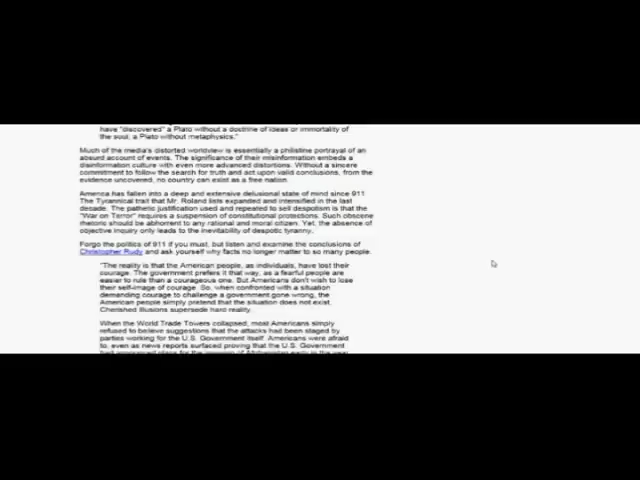 have "discovered" a Plato without a doctrine of ideas or immortality of
the soul, a Plato without metaphysics."
Much of the media's distorted worldview is essentially a philistine portrayal of an
absurd account of events. The significance of their misinformation embeds a
disinformation culture with even more advanced distortions. Without a sincere
commitment to follow the search for truth and act upon valid conclusions, from the
evidence uncovered, no country can exist as a free nation.
America has fallen into a deep and extensive delusional state of mind since 911
The Tyrannical trait that Mr. Roland lists expanded and intensified in the last
decade. The pathetic justification used and repeated to sell despotism is that the
"War on Terror" requires a suspension of constitutional protections. Such obscene
rhetoric should be abhorrent to any rational and moral citizen. Yet, the absence of
objective inquiry only leads to the inevitability of despotic tyranny.
Forgo the politics of 911 if you must, but listen and examine the conclusions of
Christopher Rudy and ask yourself why facts no longer matter to so many people.
"The reality is that the American people, as individuals, have lost their
courage. The government prefers it that way, as a fearful people are
easier to rule than a courageous one. But Americans don't wish to lose
their self-image of courage. So, when confronted with a situation
demanding courage to challenge a government gone wrong, the
American people simply pretend that the situation does not exist.
Cherished illusions supersede hard reality.
When the World Trade Towers collapsed, most Americans simply
refused to believe suggestions that the attacks had been staged by
parties working for the U.S. Government itself. Americans were afraid
to, even as news reports surfaced proving that the U.S. Government
had announced plans for the invasion of Afghanistan early in the year